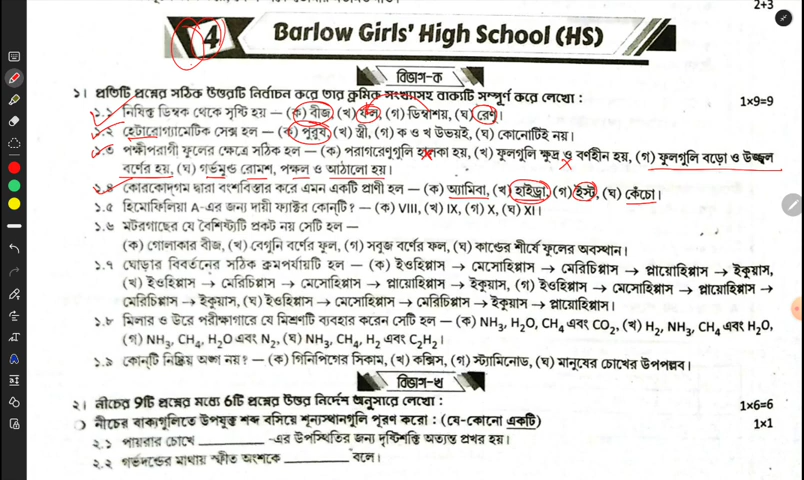 2+3
4 Barlow Girls' High School (HS)
বিভাগ-ক
১। প্রতিটি প্রশ্নের সঠিক উত্তরটি নির্বাচন করে তার ক্রমিক সংখ্যাসহ বাক্যটি সম্পূর্ণ করে লেখো : 1×9=9
১.১ নিষিক্ত ডিম্বক থেকে সৃষ্টি হয় — (ক) বীজ, (খ) ফল, (গ) ডিম্বাশয়, (ঘ) রেণু।
১.২ হেটারোগ্যামেটিক সেক্স হল — (ক) পুরুষ, (খ) স্ত্রী, (গ) ক ও খ উভয়ই, (ঘ) কোনোটিই নয়।
১.৩ পক্ষীপরাগী ফুলের ক্ষেত্রে সঠিক হল — (ক) পরাগরেণুগুলি হালকা হয়, (খ) ফুলগুলি ক্ষুদ্র ও বর্ণহীন হয়, (গ) ফুলগুলি বড়ো ও উজ্জ্বল
বর্ণের হয়, (ঘ) গর্ভমুন্ড রোমশ, পক্ষল ও আঠালো হয়।
১.৪ কোরকোদ্গম দ্বারা বংশবিস্তার করে এমন একটি প্রাণী হল — (ক) অ্যামিবা, (খ) হাইড্রা, (গ) ইস্ট, (ঘ) কেঁচো।
১.৫ হিমোফিলিয়া A-এর জন্য দায়ী ফ্যাক্টর কোন্‌টি? — (ক) VIII, (খ) IX, (গ) X, (ঘ) XI।
১.৬ মটরগাছের যে বৈশিষ্ট্যটি প্রকট নয় সেটি হল —
(ক) গোলাকার বীজ, (খ) বেগুনি বর্ণের ফুল, (গ) সবুজ বর্ণের ফল, (ঘ) কান্ডের শীর্ষে ফুলের অবস্থান।
১.৭ ঘোড়ার বিবর্তনের সঠিক ক্রমপর্যায়টি হল — (ক) ইওহিপ্পাস → মেসোহিপ্পাস → মেরিচিপ্পাস → প্লায়োহিপ্পাস → ইকুয়াস,
(খ) ইওহিপ্পাস → মেরিচিপ্পাস → মেসোহিপ্পাস → প্লায়োহিপ্পাস → ইকুয়াস, (গ) ইওহিপ্পাস → মেসোহিপ্পাস → প্লায়োহিপ্পাস →
মেরিচিপ্পাস → ইকুয়াস, (ঘ) ইওহিপ্পাস → মেসোহিপ্পাস → মেরিচিপ্পাস → ইকুয়াস → প্লায়োহিপ্পাস।
১.৮ মিলার ও উরে পরীক্ষাগারে যে মিশ্রণটি ব্যবহার করেন সেটি হল — (ক) NH₃, H₂O, CH₄ এবং CO₂, (খ) H₂, NH₃, CH₄ এবং H₂O,
(গ) NH₃, CH₄, H₂O এবং N₂, (ঘ) NH₃, CH₄, H₂ এবং C₂H₂।
১.৯ কোন্‌টি নিষ্ক্রিয় অঙ্গ নয়? — (ক) গিনিপিগের সিকাম, (খ) কক্সিস, (গ) স্ট্যামিনোড, (ঘ) মানুষের চোখের উপপল্লব।
বিভাগ-খ
২। নীচের 9টি প্রশ্নের মধ্যে 6টি প্রশ্নের উত্তর নির্দেশ অনুসারে লেখো : 1×6=6
নীচের বাক্যগুলিতে উপযুক্ত শব্দ বসিয়ে শূন্যস্থানগুলি পূরণ করো : (যে-কোনো একটি) 1×1
২.১ পায়রার চোখে ________ -এর উপস্থিতির জন্য দৃষ্টিশক্তি অত্যন্ত প্রখর হয়।
২.২ গর্ভদন্ডের মাথায় স্ফীত অংশকে ________ বলে।